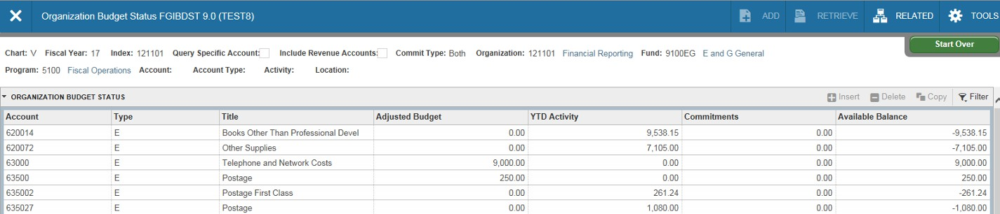 Organization Budget Status FGIBDST 9.0 (TEST8) ADD RETRIEVE RELATED TOOLS
Start Over
Chart: V Fiscal Year: 17 Index: 121101 Query Specific Account: Include Revenue Accounts: Commit Type: Both Organization: 121101 Financial Reporting Fund: 9100EG E and G General
Program: 5100 Fiscal Operations Account: Account Type: Activity: Location:
ORGANIZATION BUDGET STATUS Insert Delete Copy Filter
Account Type Title Adjusted Budget YTD Activity Commitments Available Balance
620014 E Books Other Than Professional Devel 0.00 9,538.15 0.00 -9,538.15
620072 E Other Supplies 0.00 7,105.00 0.00 -7,105.00
63000 E Telephone and Network Costs 9,000.00 0.00 0.00 9,000.00
63500 E Postage 250.00 0.00 0.00 250.00
635002 E Postage First Class 0.00 261.24 0.00 -261.24
635027 E Postage 0.00 1,080.00 0.00 -1,080.00